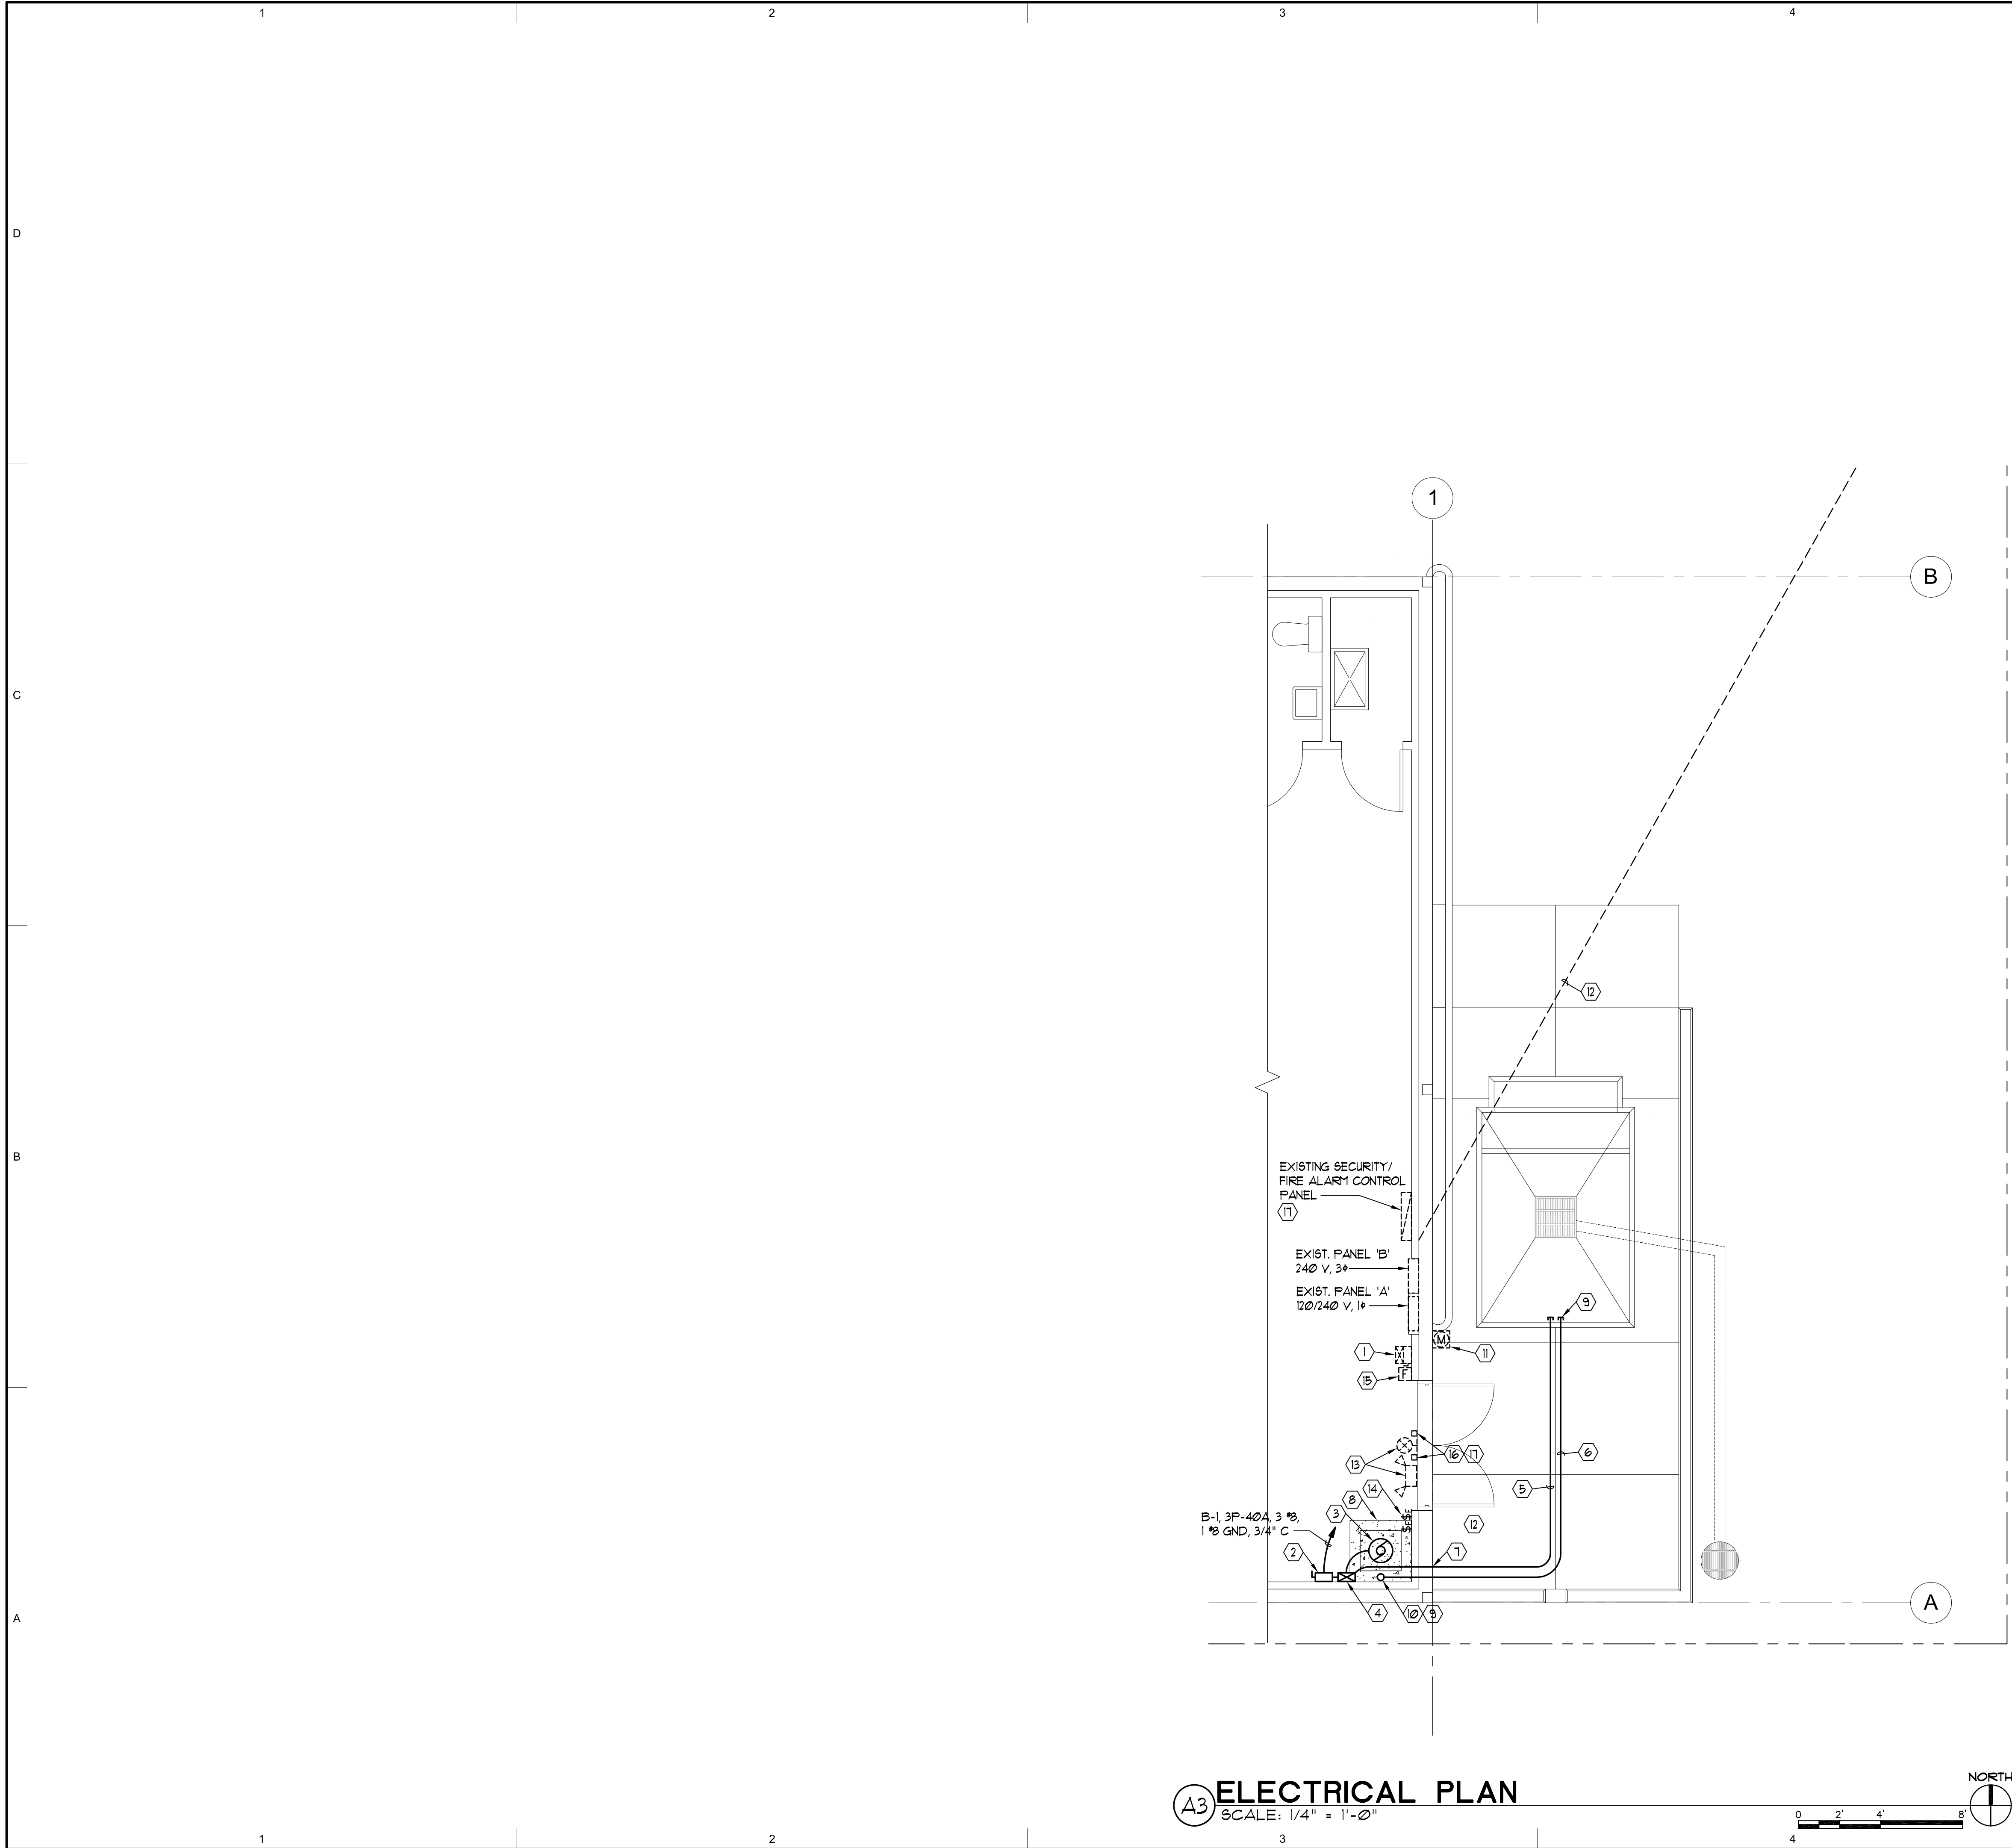 1 2 3 4
D
C
B
A
1
B
12
EXISTING SECURITY/
FIRE ALARM CONTROL
PANEL
17
EXIST. PANEL 'B'
240 V, 3ϕ
EXIST. PANEL 'A'
120/240 V, 1ϕ
9
M
1
11
15
F
16 17
13
6
14
5
8
B-1, 3P-40A, 3 #8,
1 #8 GND, 3/4" C
3
12
2
7
4
10 9
A
A3
ELECTRICAL PLAN
SCALE: 1/4" = 1'-0"
NORTH
0 2' 4' 8'
1 2 3 4